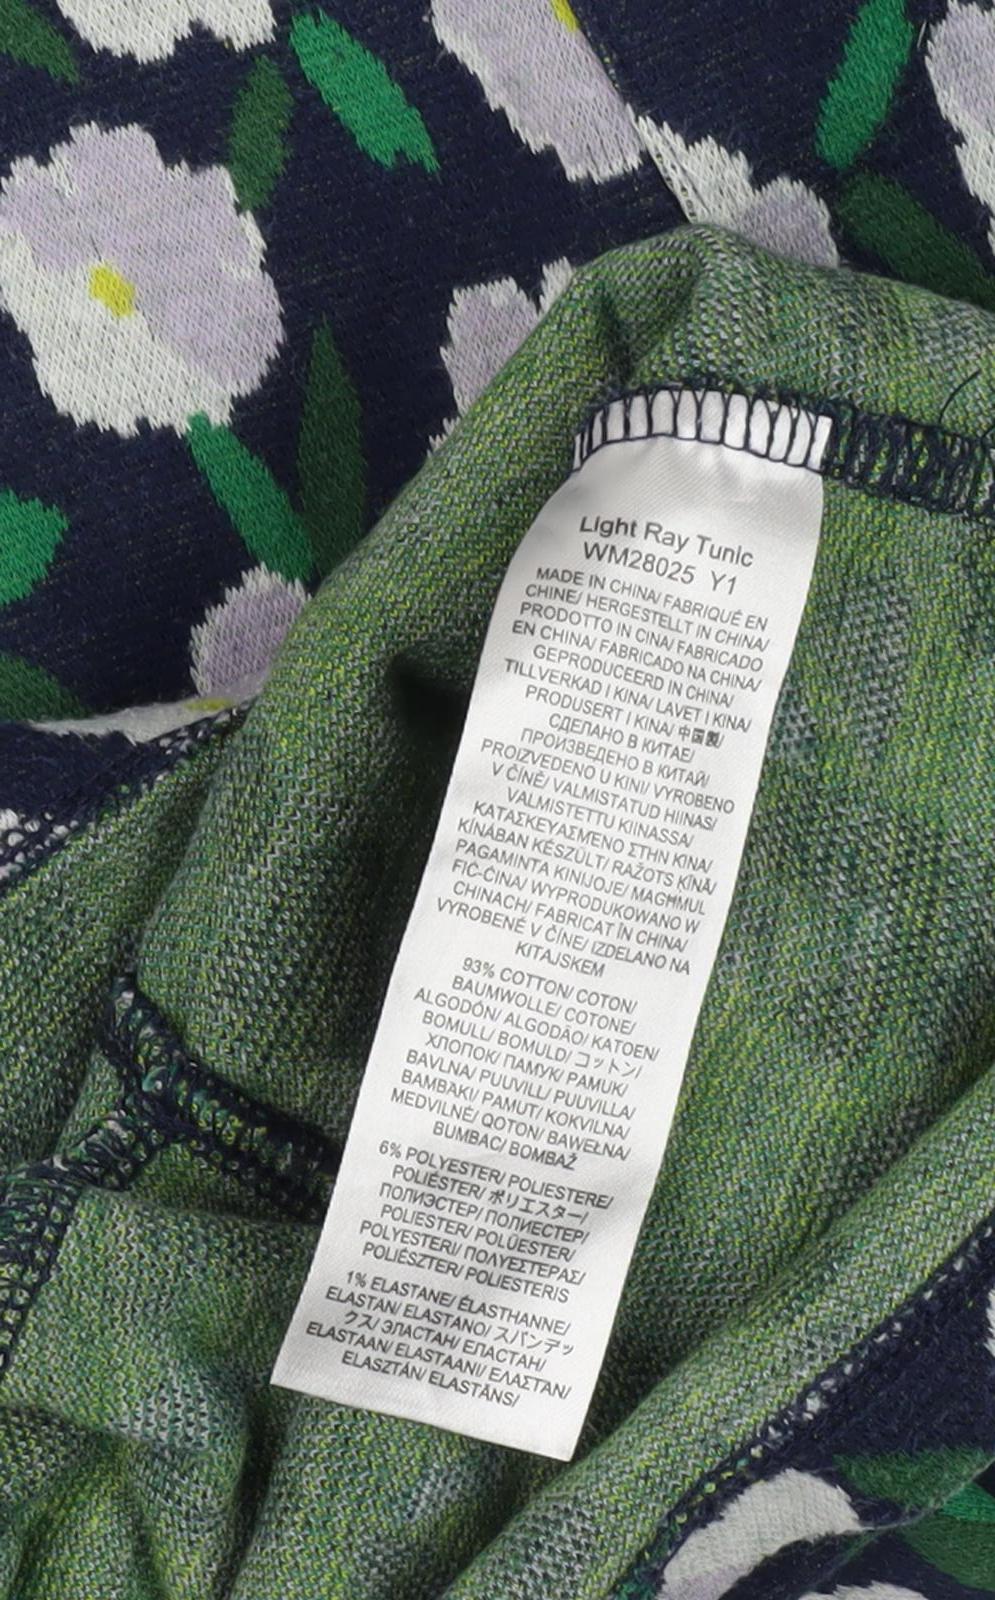 Light Ray Tunic
WM28025 Y1
MADE IN CHINA/ FABRIQUÉ EN
CHINE/ HERGESTELLT IN CHINA/
PRODOTTO IN CINA/ FABRICADO
EN CHINA/ FABRICADO NA CHINA/
GEPRODUCEERD IN CHINA/
TILLVERKAD I KINA/ LAVET I KINA/
PRODUSERT I KINA/ 中国製/
СДЕЛАНО В КИТАЕ/
ПРОИЗВЕДЕНО В КИТАЙ/
PROIZVEDENO U KINI/ VYROBENO
V ČÍNĚ/ VALMISTATUD HIINAS/
VALMISTETTU KIINASSA/
ΚΑΤΑΣΚΕΥΑΣΜΕΝΟ ΣΤΗΝ ΚΙΝΑ/
KÍNÁBAN KÉSZÜLT/ RAŽOTS ĶĪNĀ/
PAGAMINTA KINIJOJE/ MAGĦMUL
FIĊ-ĊINA/ WYPRODUKOWANO W
CHINACH/ FABRICAT ÎN CHINA/
VYROBENÉ V ČÍNE/ IZDELANO NA
KITAJSKEM
93% COTTON/ COTON/
BAUMWOLLE/ COTONE/
ALGODÓN/ ALGODÃO/ KATOEN/
BOMULL/ BOMULD/ コットン/
ХЛОПОК/ ПАМУК/ PAMUK/
BAVLNA/ PUUVILL/ PUUVILLA/
BAMBAKI/ PAMUT/ KOKVILNA/
MEDVILNĖ/ QOTON/ BAWEŁNA/
BUMBAC/ BOMBAŽ
6% POLYESTER/ POLIESTERE/
POLIÉSTER/ ポリエスター/
ПОЛИЭСТЕР/ ПОЛИЕСТЕР/
POLIESTER/ POLÜESTER/
POLYESTERI/ ΠΟΛΥΕΣΤΕΡΑΣ/
POLIÉSZTER/ POLIESTERIS
1% ELASTANE/ ÉLASTHANNE/
ELASTAN/ ELASTANO/ スパンデッ
クス/ ЭЛАСТАН/ ЕЛАСТАН/
ELASTAAN/ ELASTAANI/ ΕΛΑΣΤΑΝ/
ELASZTÁN/ ELASTĀNS/